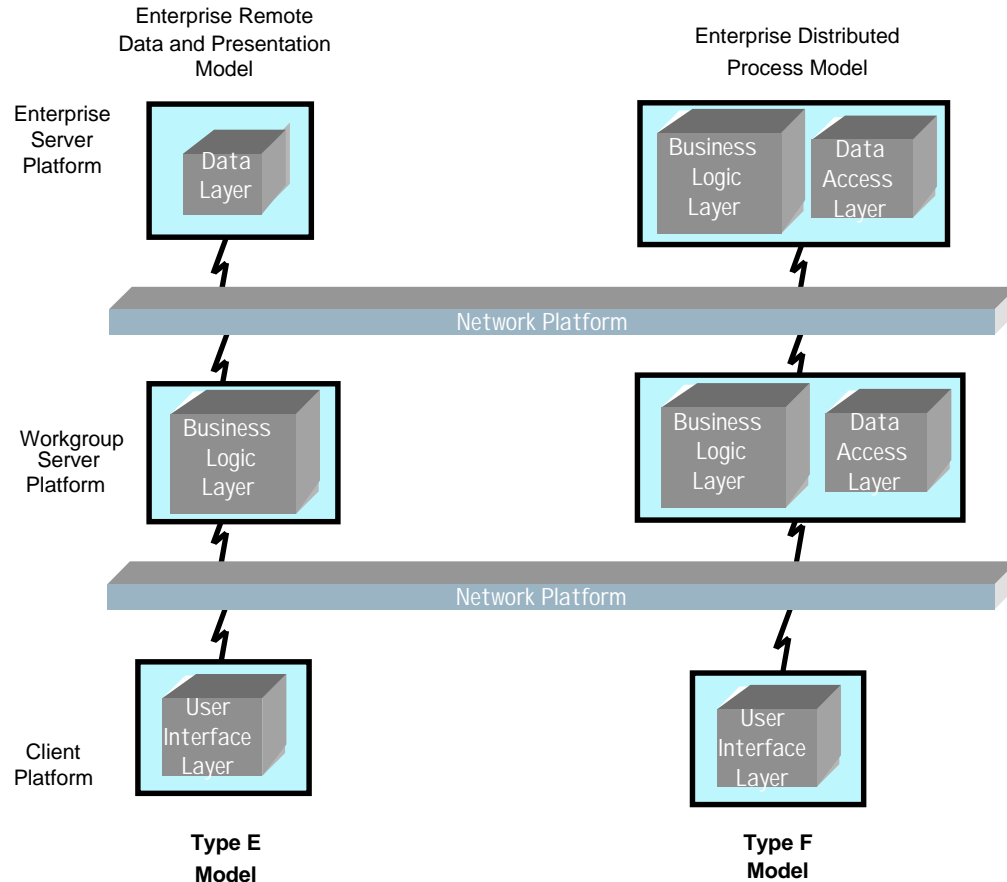 Enterprise Remote
Data and Presentation
Model
Enterprise Distributed
Process Model
Enterprise
Server
Platform
Data
Layer
Business
Logic
Layer
Data
Access
Layer
Network Platform
Workgroup
Server
Platform
Business
Logic
Layer
Business
Logic
Layer
Data
Access
Layer
Network Platform
Client
Platform
User
Interface
Layer
User
Interface
Layer
Type E
Model
Type F
Model